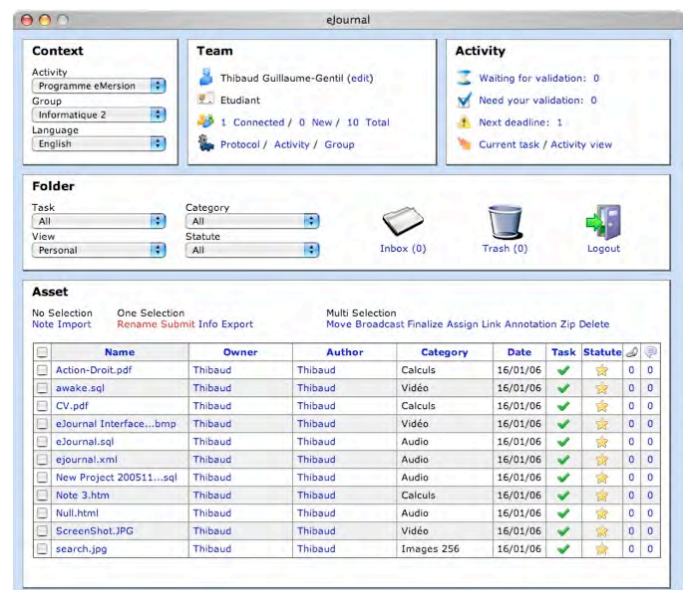 eJournal
Context
Activity
Programme eMersion
Group
Informatique 2
Language
English
Team
Thibaud Guillaume-Gentil (edit)
Etudiant
1 Connected / 0 New / 10 Total
Protocol / Activity / Group
Activity
Waiting for validation: 0
Need your validation: 0
Next deadline: 1
Current task / Activity view
Folder
Task
All
View
Personal
Category
All
Statute
All
Inbox (0)
Trash (0)
Logout
Asset
No Selection One Selection Multi Selection
Note Import Rename Submit Info Export Move Broadcast Finalize Assign Link Annotation Zip Delete
Name Owner Author Category Date Task Statute
Action-Droit.pdf Thibaud Thibaud Calculs 16/01/06 0 0
awake.sql Thibaud Thibaud Vidéo 16/01/06 0 0
CV.pdf Thibaud Thibaud Calculs 16/01/06 0 0
eJournal Interface...bmp Thibaud Thibaud Vidéo 16/01/06 0 0
eJournal.sql Thibaud Thibaud Audio 16/01/06 0 0
ejournal.xml Thibaud Thibaud Audio 16/01/06 0 0
New Project 200511...sql Thibaud Thibaud Audio 16/01/06 0 0
Note 3.htm Thibaud Thibaud Calculs 16/01/06 0 0
Null.html Thibaud Thibaud Audio 16/01/06 0 0
ScreenShot.JPG Thibaud Thibaud Vidéo 16/01/06 0 0
search.jpg Thibaud Thibaud Images 256 16/01/06 0 0